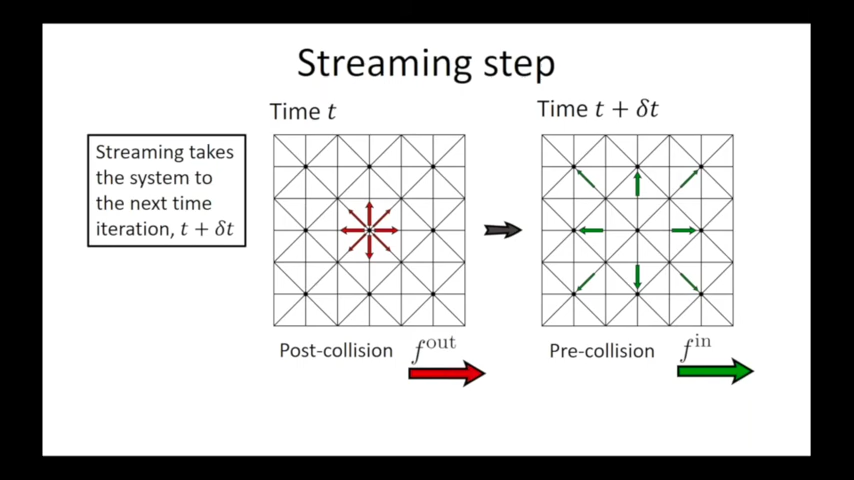 Streaming step
Time t
Time t + δt
Streaming takes
the system to
the next time
iteration, t + δt
Post-collision f^out
Pre-collision f^in